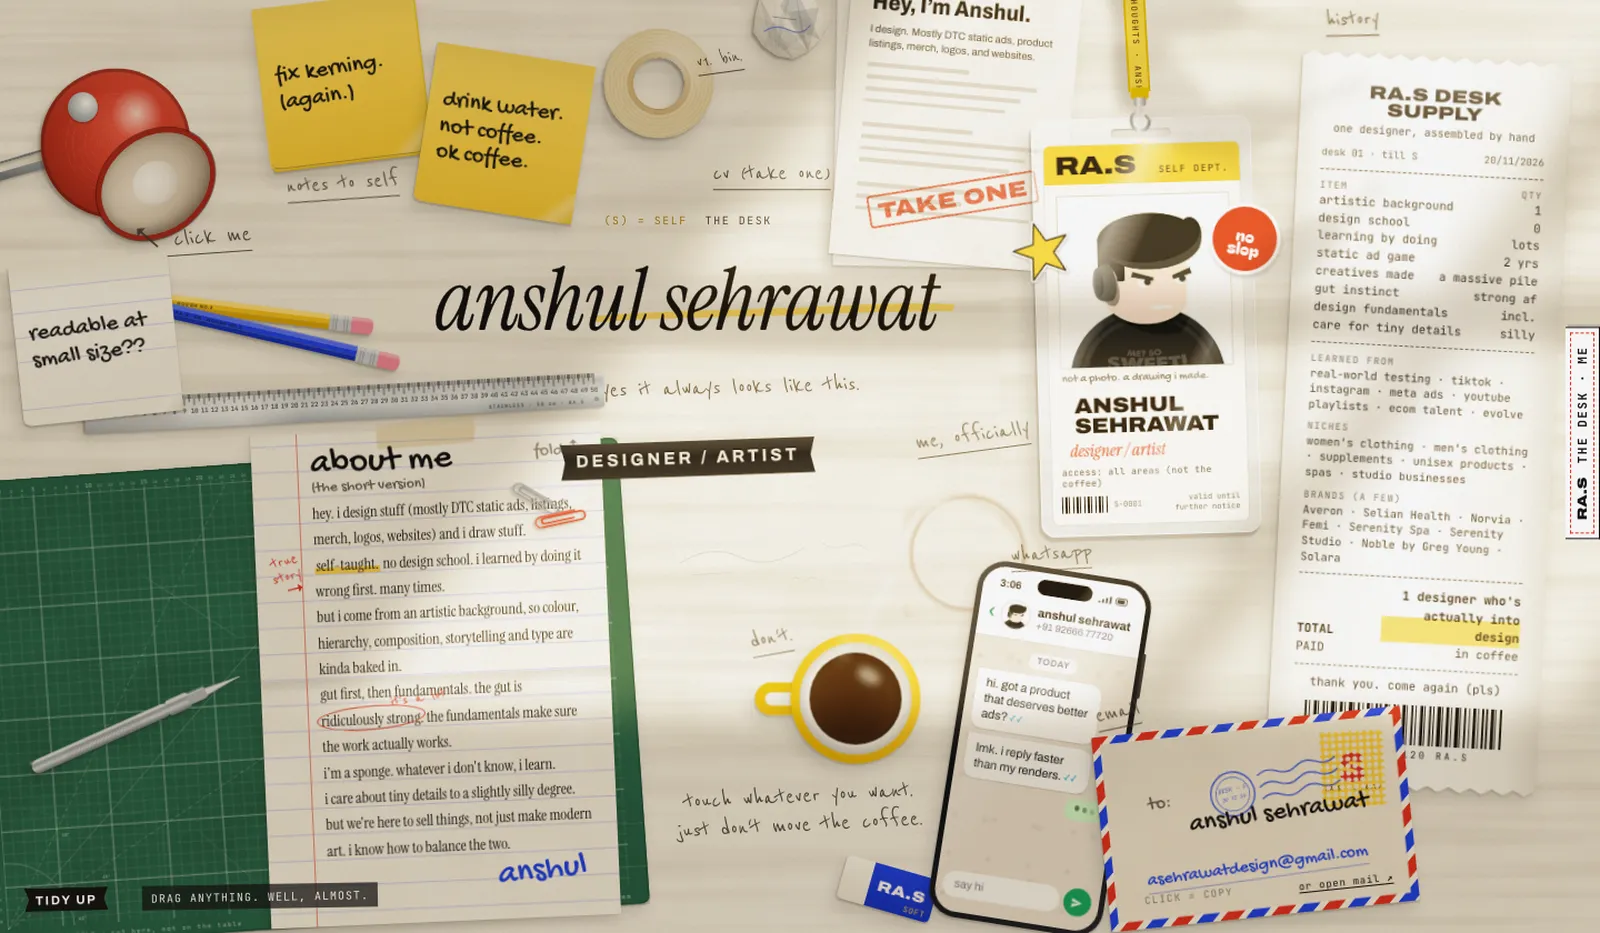 history
fix kerning.
(again.)
notes to self
drink water.
not coffee.
ok coffee.
v1. bin.
Hey, I'm Anshul.
I design. Mostly DTC static ads, product
listings, merch, logos, and websites.
TAKE ONE
cv (take one)
(S) = SELF THE DESK
click me
anshul sehrawat
yes it always looks like this.
DESIGNER / ARTIST
readable at
small size??
about me
(the short version)
fold
hey. i design stuff (mostly DTC static ads, listings,
merch, logos, websites) and i draw stuff.
self-taught. no design school. i learned by doing it
wrong first. many times.
true
story
but i come from an artistic background, so colour,
hierarchy, composition, storytelling and type are
kinda baked in.
gut first, then fundamentals. the gut is
ridiculously strong. the fundamentals make sure
the work actually works.
i'm a sponge. whatever i don't know, i learn.
i care about tiny details to a slightly silly degree.
but we're here to sell things, not just make modern
art. i know how to balance the two.
anshul
TIDY UP
DRAG ANYTHING. WELL, ALMOST.
me, officially
RA.S SELF DEPT.
no
slop
SWEET!
not a photo. a drawing i made.
ANSHUL
SEHRAWAT
designer/artist
access: all areas (not the
coffee)
S-0001
valid until
further notice
don't.
touch whatever you want.
just don't move the coffee.
whatsapp
3:06
anshul sehrawat
+91 92666 77720
TODAY
hi. got a product
that deserves better
ads?
lmk. i reply faster
than my renders.
say hi
RA.S
SOFT
email
to:
anshul sehrawat
asehrawatdesign@gmail.com
CLICK = COPY
or open mail ↗
RA.S DESK
SUPPLY
one designer, assembled by hand
desk 01 · till S 20/11/2026
ITEM QTY
artistic background 1
design school 0
learning by doing lots
static ad game 2 yrs
creatives made a massive pile
gut instinct strong af
design fundamentals incl.
care for tiny details silly
LEARNED FROM
real-world testing · tiktok ·
instagram · meta ads · youtube
playlists · ecom talent · evolve
NICHES
women's clothing · men's clothing
· supplements · unisex products ·
spas · studio businesses
BRANDS (A FEW)
Averon · Selian Health · Norvia ·
Femi · Serenity Spa · Serenity
Studio · Noble by Greg Young ·
Solara
TOTAL 1 designer who's
actually into
design
PAID in coffee
thank you. come again (pls)
RA.S
RA.S THE DESK · ME